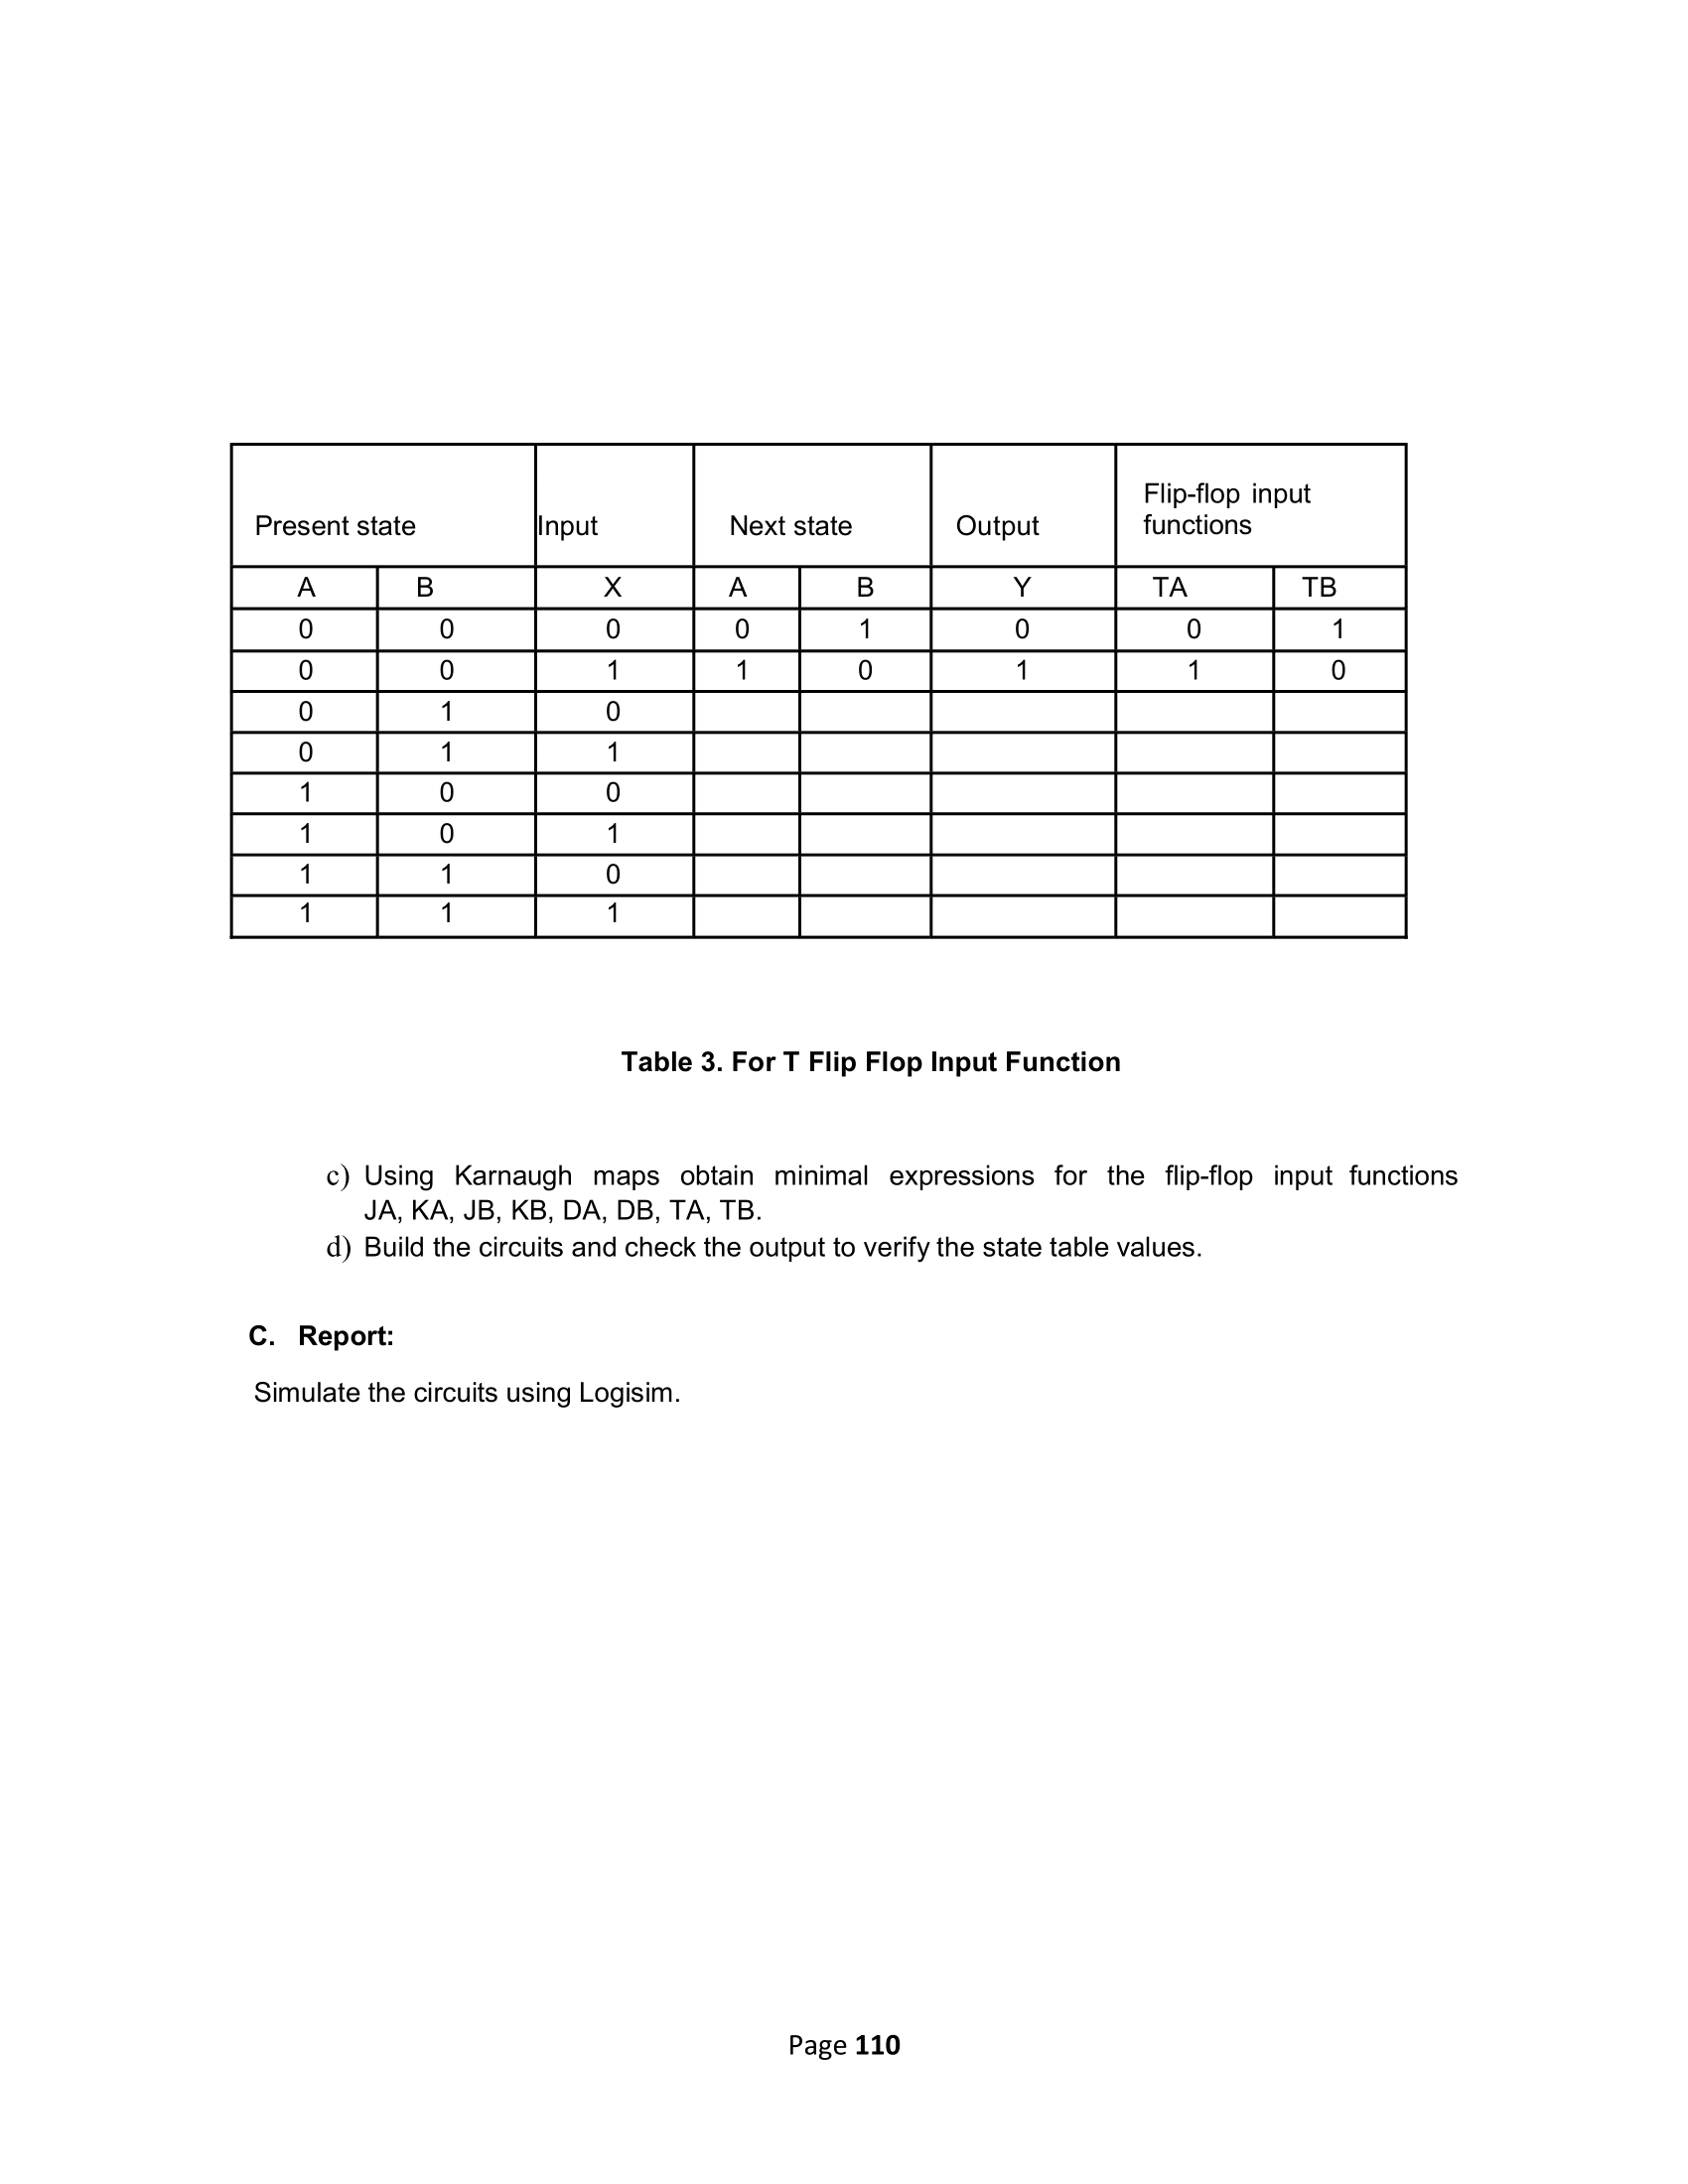 Present state Input Next state Output Flip-flop input
functions
A B X A B Y TA TB
0 0 0 0 1 0 0 1
0 0 1 1 0 1 1 0
0 1 0
0 1 1
1 0 0
1 0 1
1 1 0
1 1 1
Table 3. For T Flip Flop Input Function
c) Using Karnaugh maps obtain minimal expressions for the flip-flop input functions
JA, KA, JB, KB, DA, DB, TA, TB.
d) Build the circuits and check the output to verify the state table values.
C. Report:
Simulate the circuits using Logisim.
Page 110